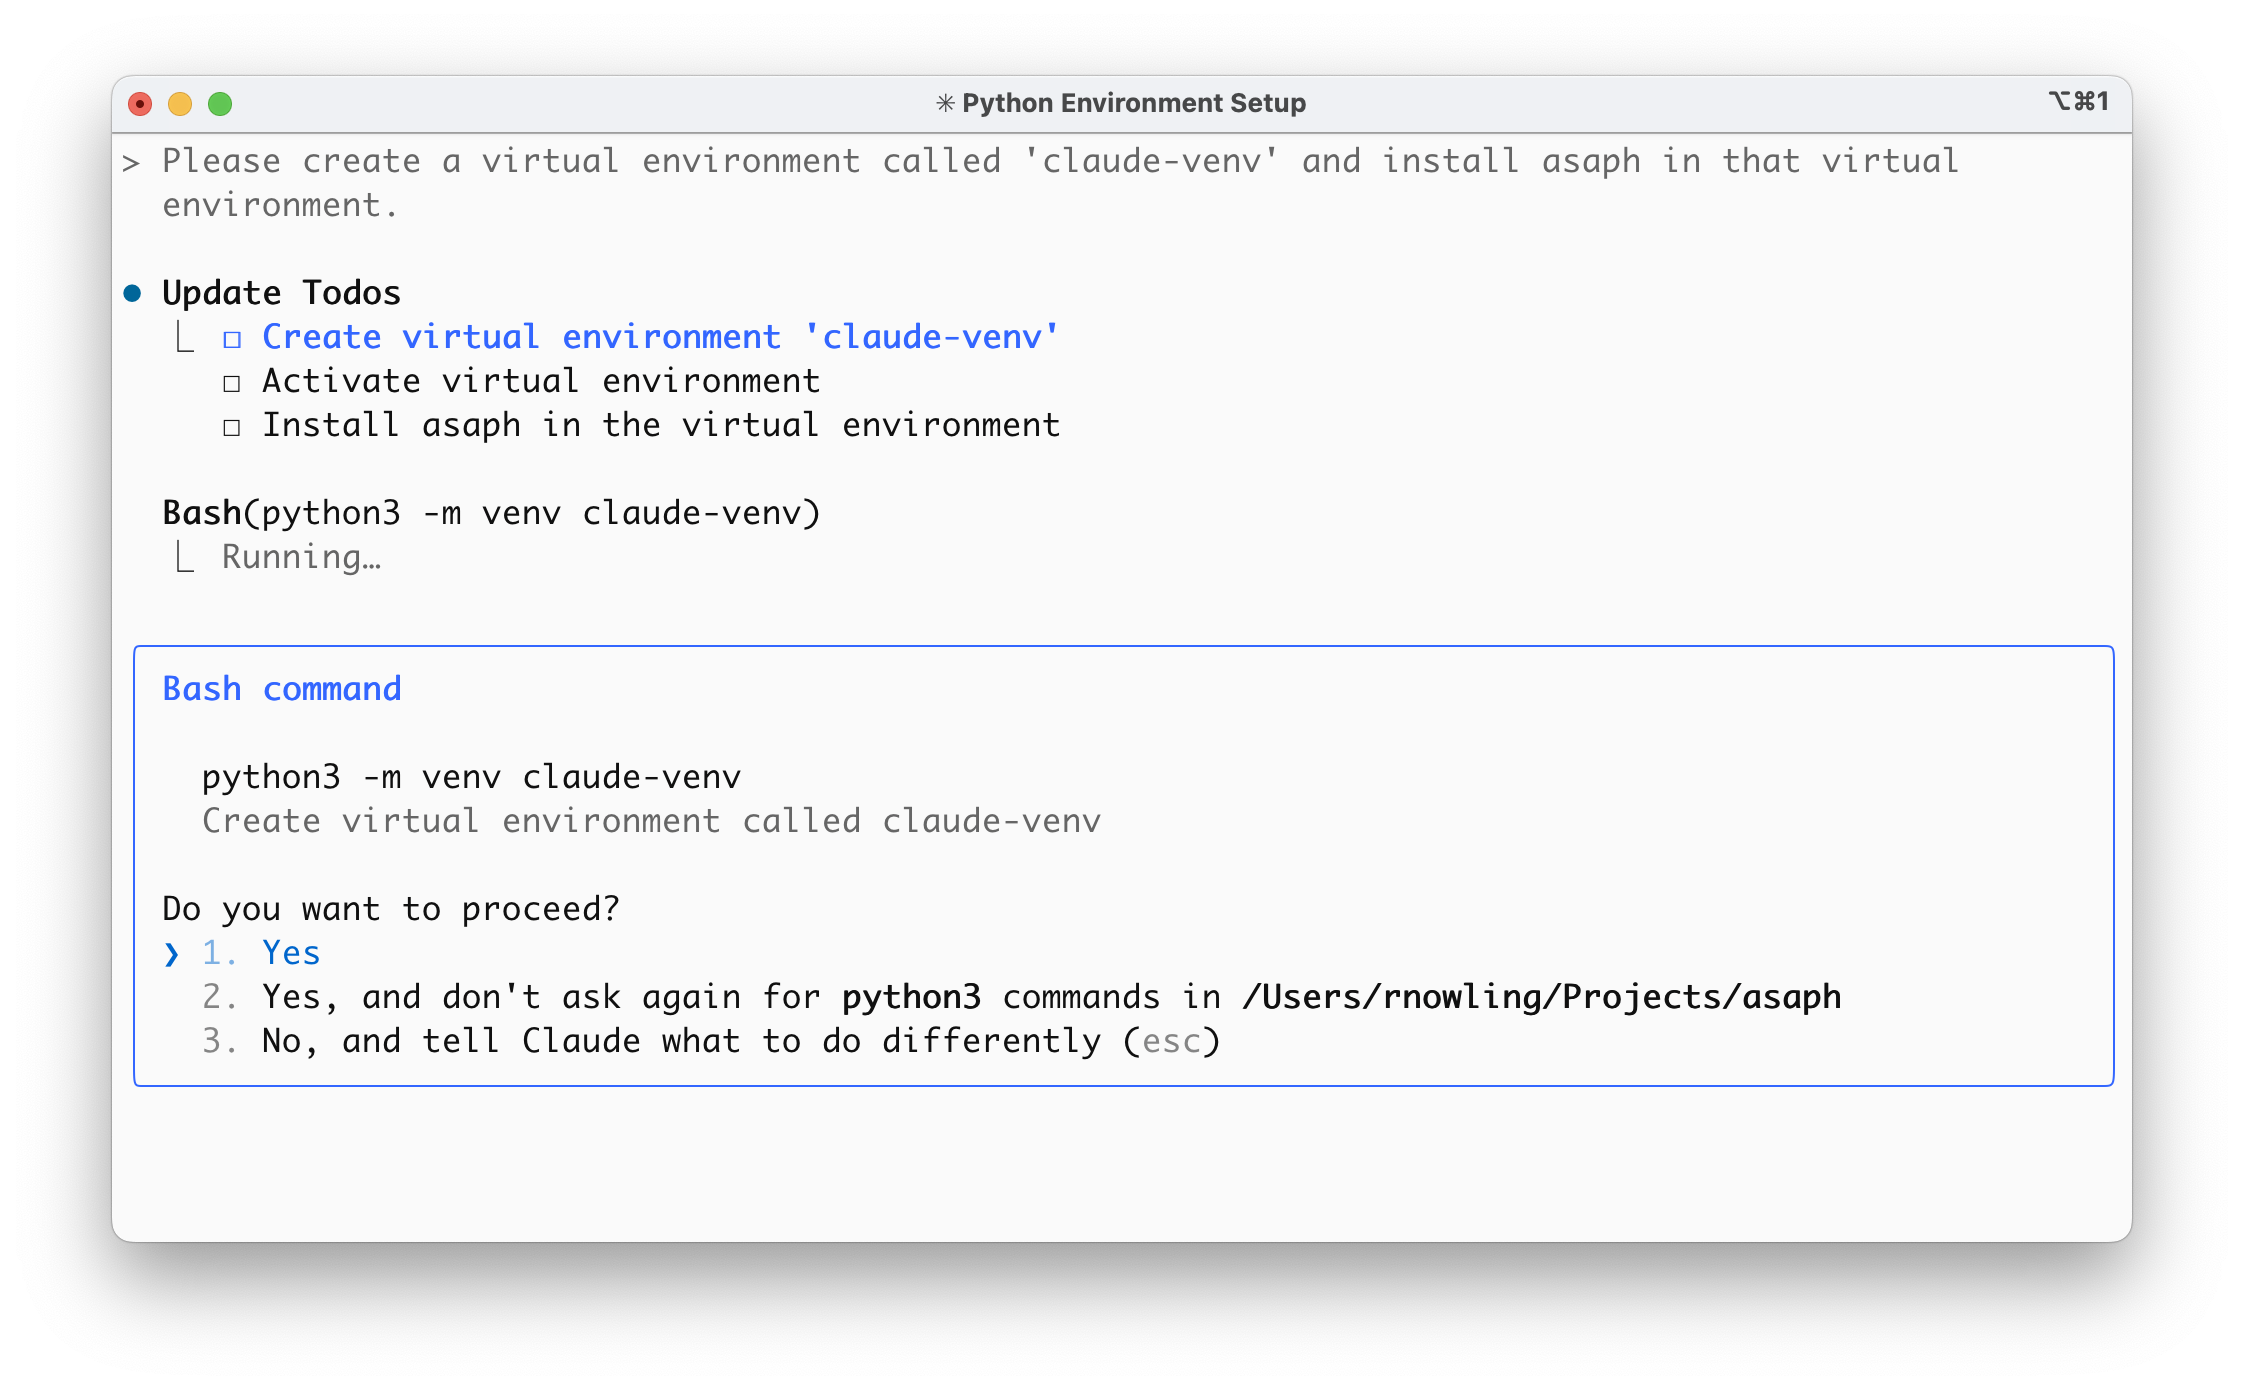 ✳ Python Environment Setup
⌥⌘1
> Please create a virtual environment called 'claude-venv' and install asaph in that virtual
environment.
● Update Todos
⎿ ☐ Create virtual environment 'claude-venv'
☐ Activate virtual environment
☐ Install asaph in the virtual environment
Bash(python3 -m venv claude-venv)
⎿ Running…
Bash command
python3 -m venv claude-venv
Create virtual environment called claude-venv
Do you want to proceed?
❯ 1. Yes
2. Yes, and don't ask again for python3 commands in /Users/rnowling/Projects/asaph
3. No, and tell Claude what to do differently (esc)